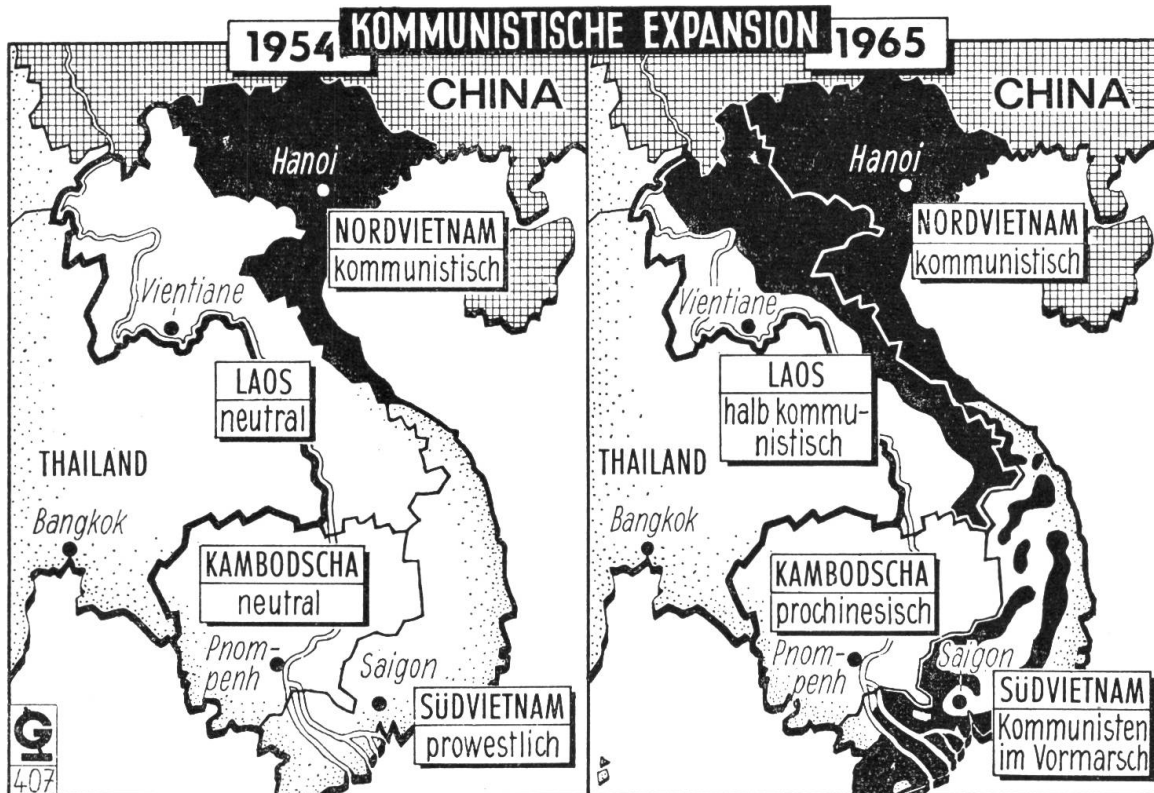 KOMMUNISTISCHE EXPANSION
1954
CHINA
Hanoi
NORDVIETNAM
kommunistisch
Vientiane
LAOS
neutral
THAILAND
Bangkok
KAMBODSCHA
neutral
Pnom-
penh
Saigon
SÜDVIETNAM
prowestlich
G
407
1965
CHINA
Hanoi
NORDVIETNAM
kommunistisch
Vientiane
LAOS
halb kommu-
nistisch
THAILAND
Bangkok
KAMBODSCHA
prochinesisch
Pnom-
penh
Saigon
SÜDVIETNAM
Kommunisten
im Vormarsch